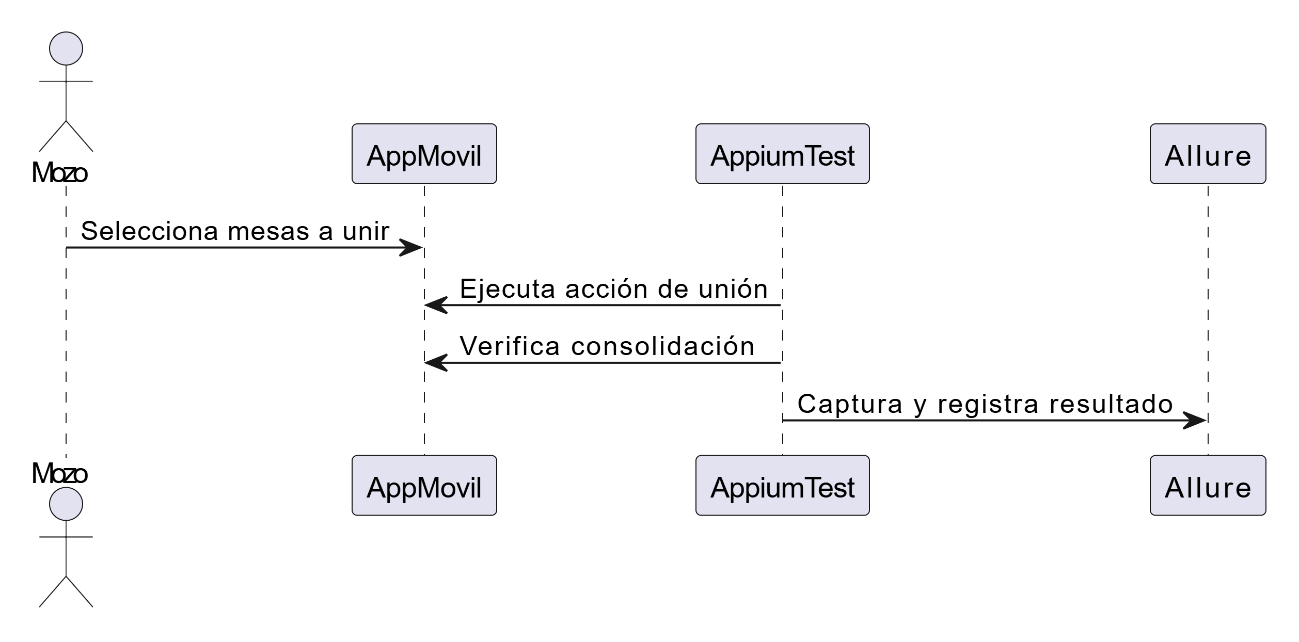 Mozo
AppMovil
AppiumTest
Allure
Selecciona mesas a unir
Ejecuta acción de unión
Verifica consolidación
Captura y registra resultado
Mozo
AppMovil
AppiumTest
Allure